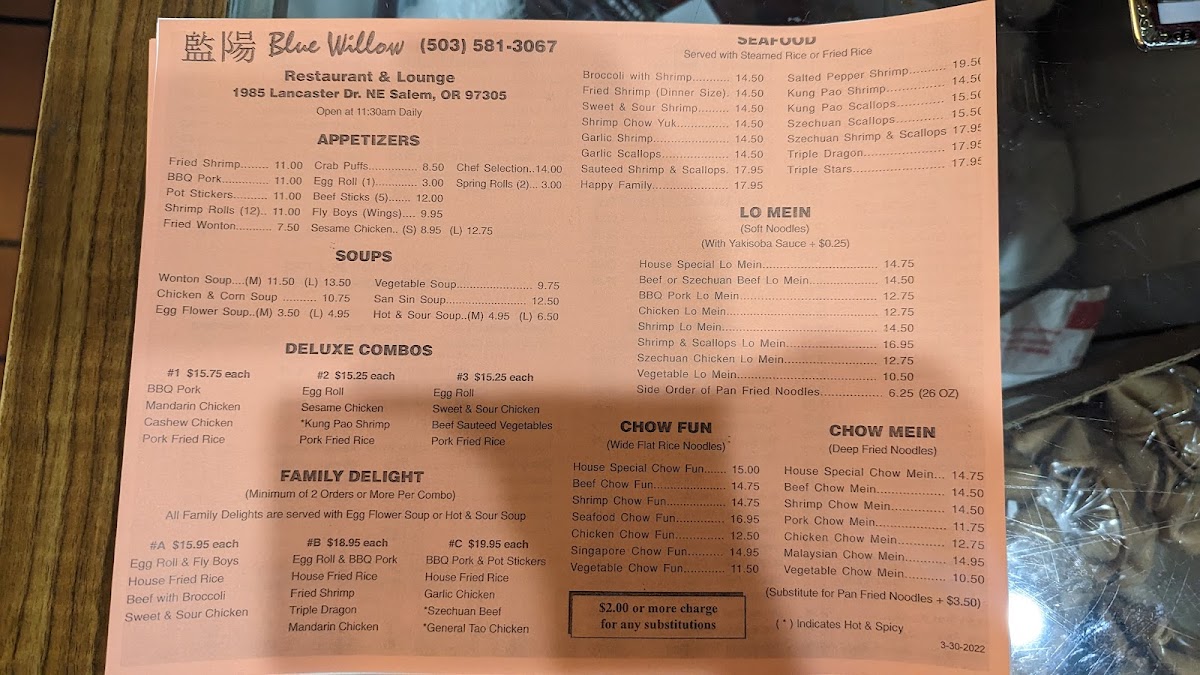 藍陽 Blue Willow (503) 581-3067
Restaurant & Lounge
1985 Lancaster Dr. NE Salem, OR 97305
Open at 11:30am Daily
APPETIZERS
Fried Shrimp........ 11.00
BBQ Pork............. 11.00
Pot Stickers.......... 11.00
Shrimp Rolls (12).. 11.00
Fried Wonton.......... 7.50
Crab Puffs............... 8.50
Egg Roll (1)............ 3.00
Beef Sticks (5)....... 12.00
Fly Boys (Wings).... 9.95
Sesame Chicken.. (S) 8.95 (L) 12.75
Chef Selection..14.00
Spring Rolls (2)... 3.00
SOUPS
Wonton Soup....(M) 11.50 (L) 13.50
Chicken & Corn Soup .......... 10.75
Egg Flower Soup..(M) 3.50 (L) 4.95
Vegetable Soup........................ 9.75
San Sin Soup........................ 12.50
Hot & Sour Soup..(M) 4.95 (L) 6.50
DELUXE COMBOS
#1 $15.75 each
BBQ Pork
Mandarin Chicken
Cashew Chicken
Pork Fried Rice
#2 $15.25 each
Egg Roll
Sesame Chicken
*Kung Pao Shrimp
Pork Fried Rice
#3 $15.25 each
Egg Roll
Sweet & Sour Chicken
Beef Sauteed Vegetables
Pork Fried Rice
FAMILY DELIGHT
(Minimum of 2 Orders or More Per Combo)
All Family Delights are served with Egg Flower Soup or Hot & Sour Soup
#A $15.95 each
Egg Roll & Fly Boys
House Fried Rice
Beef with Broccoli
Sweet & Sour Chicken
#B $18.95 each
Egg Roll & BBQ Pork
House Fried Rice
Fried Shrimp
Triple Dragon
Mandarin Chicken
#C $19.95 each
BBQ Pork & Pot Stickers
House Fried Rice
Garlic Chicken
*Szechuan Beef
*General Tao Chicken
SEAFOOD
Served with Steamed Rice or Fried Rice
Broccoli with Shrimp........... 14.50
Fried Shrimp (Dinner Size). 14.50
Sweet & Sour Shrimp......... 14.50
Shrimp Chow Yuk............... 14.50
Garlic Shrimp...................... 14.50
Garlic Scallops.................... 14.50
Sauteed Shrimp & Scallops. 17.95
Happy Family...................... 17.95
Salted Pepper Shrimp.......... 19.50
Kung Pao Shrimp................ 14.50
Kung Pao Scallops.............. 15.50
Szechuan Scallops.............. 15.50
Szechuan Shrimp & Scallops 17.95
Triple Dragon...................... 17.95
Triple Stars......................... 17.95
LO MEIN
(Soft Noodles)
(With Yakisoba Sauce + $0.25)
House Special Lo Mein.............................. 14.75
Beef or Szechuan Beef Lo Mein.................. 14.50
BBQ Pork Lo Mein.................................... 12.75
Chicken Lo Mein....................................... 12.75
Shrimp Lo Mein........................................ 14.50
Shrimp & Scallops Lo Mein........................ 16.95
Szechuan Chicken Lo Mein........................ 12.75
Vegetable Lo Mein.................................... 10.50
Side Order of Pan Fried Noodles................ 6.25 (26 OZ)
CHOW FUN
(Wide Flat Rice Noodles)
House Special Chow Fun...... 15.00
Beef Chow Fun.................... 14.75
Shrimp Chow Fun................ 14.75
Seafood Chow Fun.............. 16.95
Chicken Chow Fun.............. 12.50
Singapore Chow Fun........... 14.95
Vegetable Chow Fun........... 11.50
$2.00 or more charge
for any substitutions
CHOW MEIN
(Deep Fried Noodles)
House Special Chow Mein... 14.75
Beef Chow Mein................. 14.50
Shrimp Chow Mein............. 14.50
Pork Chow Mein................. 11.75
Chicken Chow Mein............ 12.75
Malaysian Chow Mein......... 14.95
Vegetable Chow Mein......... 10.50
(Substitute for Pan Fried Noodles + $3.50)
( * ) Indicates Hot & Spicy
3-30-2022